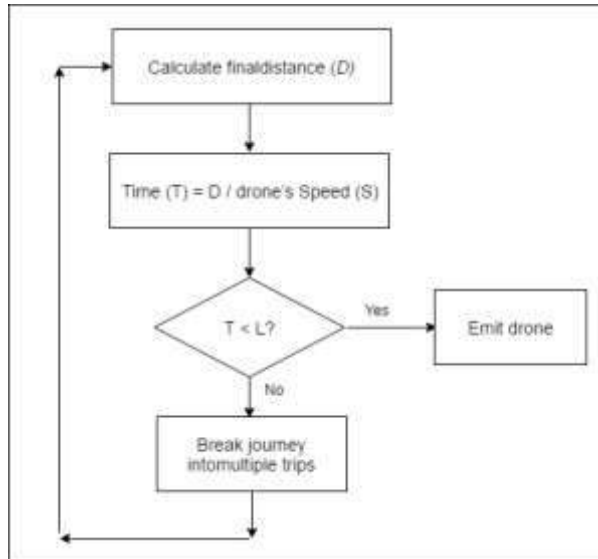 Calculate finaldistance (D)
Time (T) = D / drone's Speed (S)
T < L?
Yes
Emit drone
No
Break journey
intomultiple trips